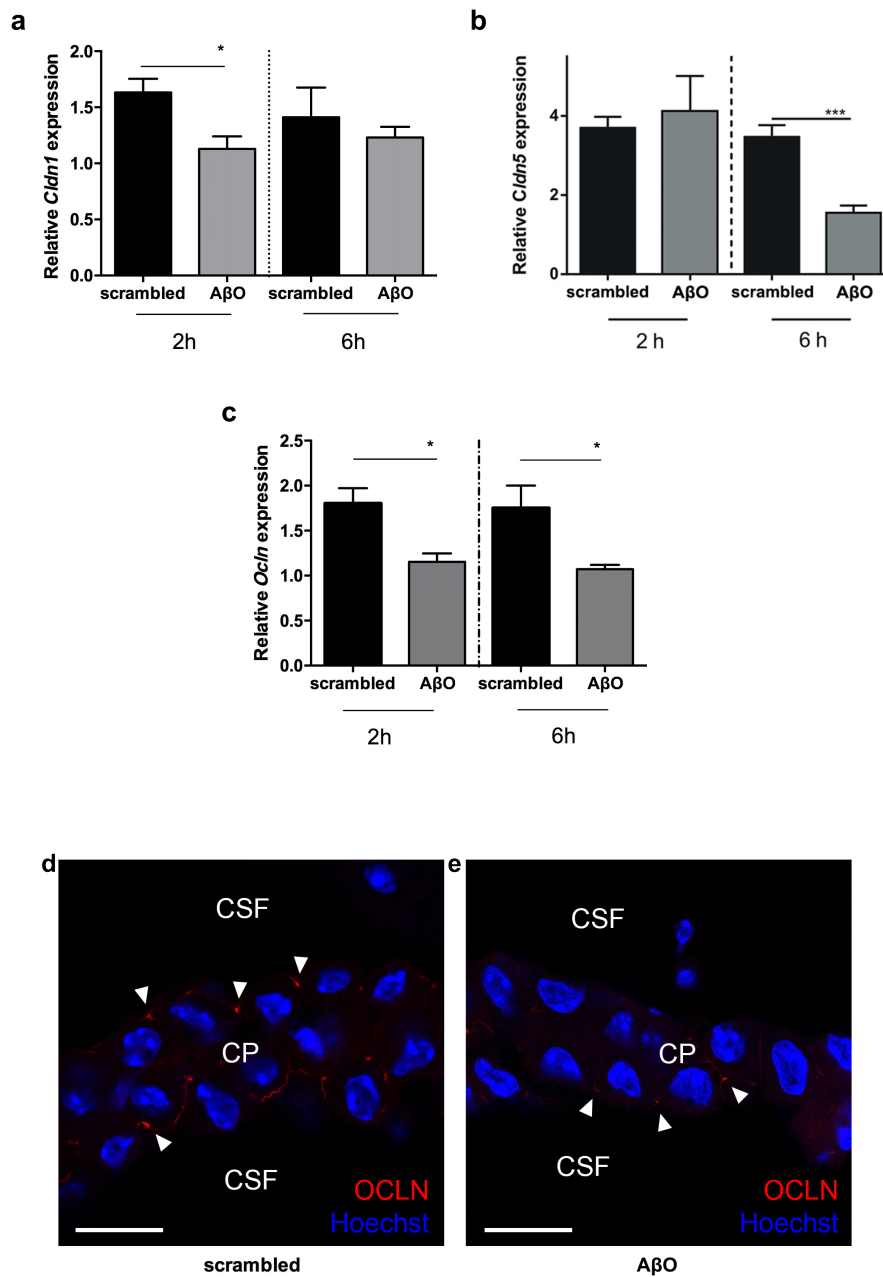 a
Relative Cldn1 expression
2.0
1.5
1.0
0.5
0.0
*
scrambled AβO scrambled AβO
2h 6h
b
Relative Cldn5 expression
4
2
0
***
scrambled AβO scrambled AβO
2 h 6 h
c
Relative Ocln expression
2.5
2.0
1.5
1.0
0.5
0.0
* *
scrambled AβO scrambled AβO
2h 6h
d
CSF
CP
CSF
OCLN
Hoechst
scrambled
e
CSF
CP
CSF
OCLN
Hoechst
AβO